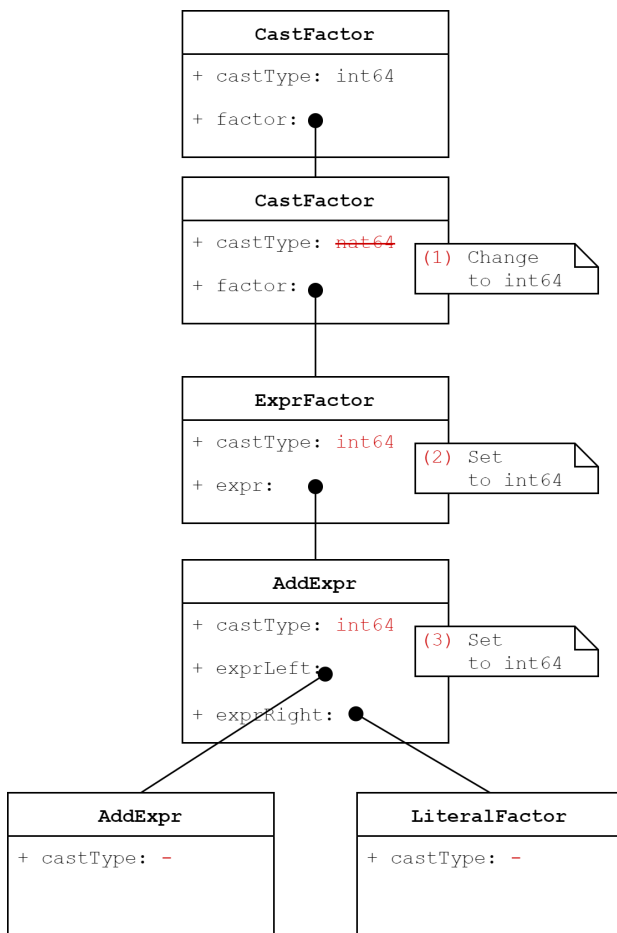 CastFactor
+ castType: int64
+ factor:
CastFactor
+ castType: nat64
(1) Change
to int64
+ factor:
ExprFactor
+ castType: int64
(2) Set
to int64
+ expr:
AddExpr
+ castType: int64
(3) Set
to int64
+ exprLeft:
+ exprRight:
AddExpr
+ castType: -
LiteralFactor
+ castType: -